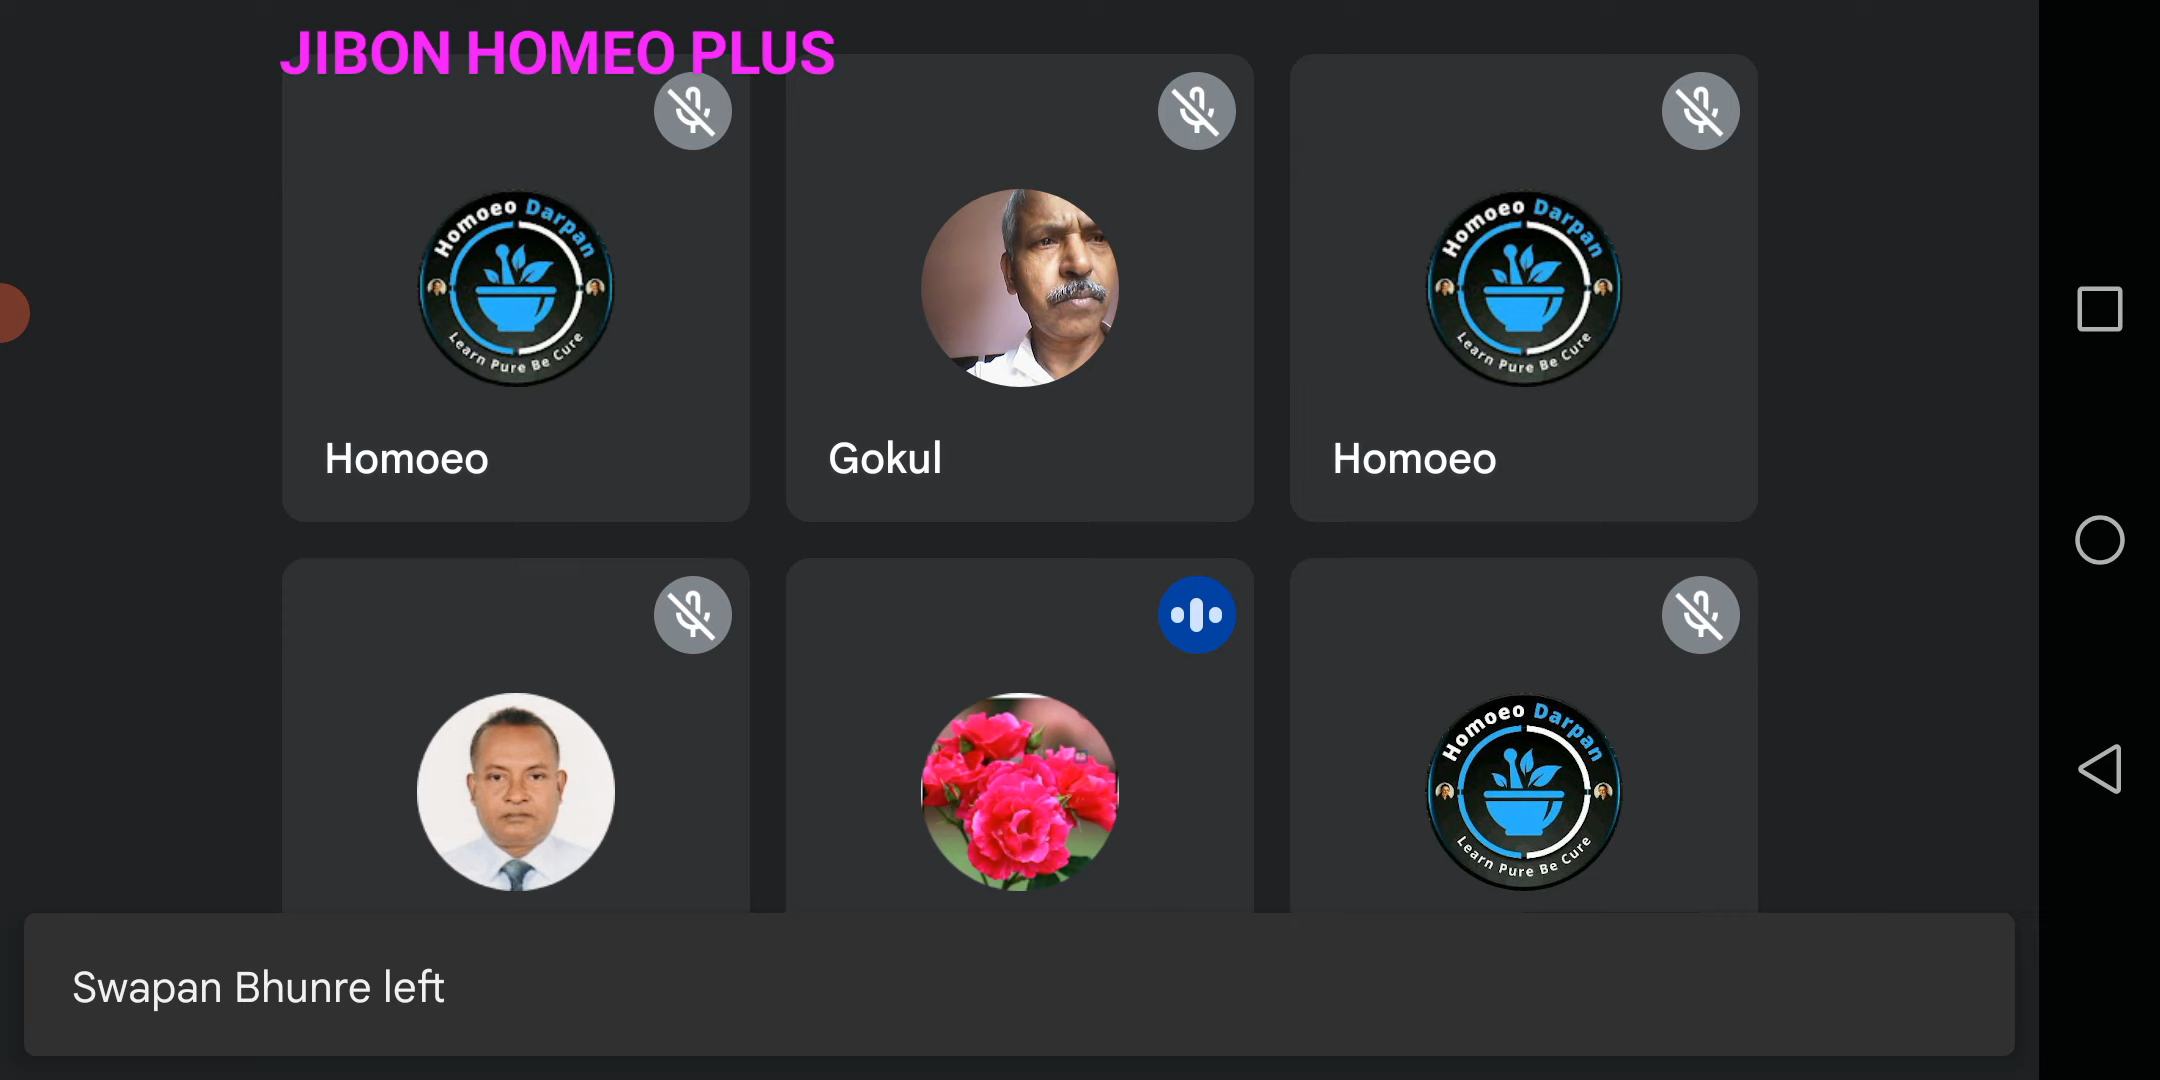 JIBON HOMEO PLUS
Homoeo Darpan
Learn Pure Be Cure
Homoeo
Gokul
Homoeo Darpan
Learn Pure Be Cure
Homoeo
Homoeo Darpan
Learn Pure Be Cure
Swapan Bhunre left